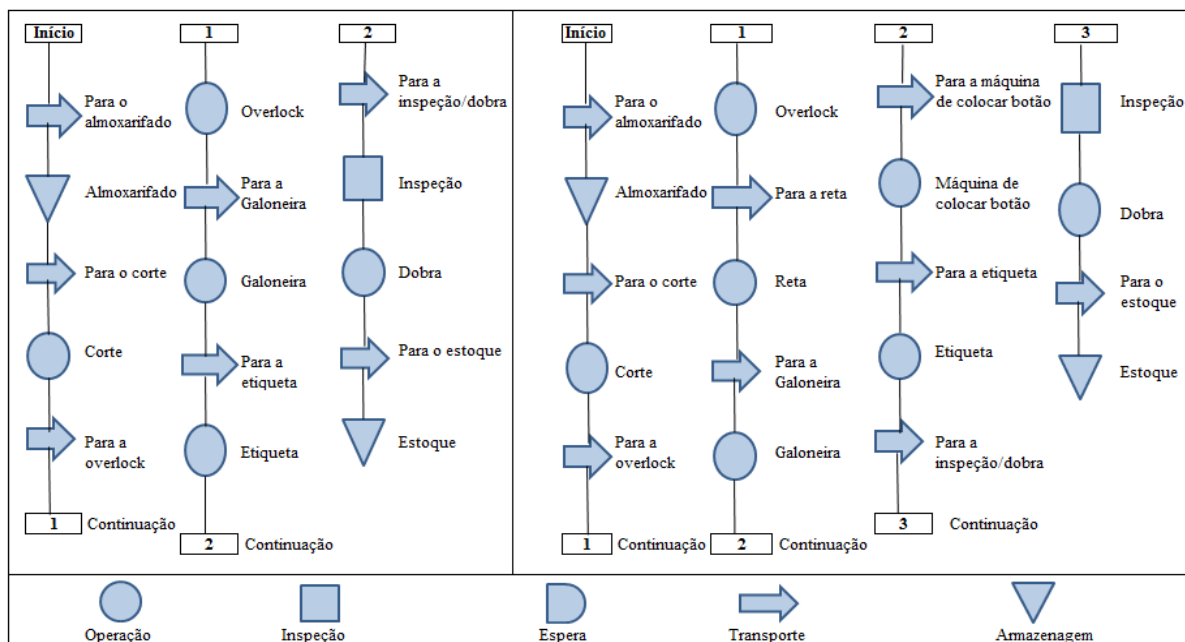 Início
Para o
almoxarifado
Almoxarifado
Para o corte
Corte
Para a
overlock
1 Continuação
1
Overlock
Para a
Galoneira
Galoneira
Para a
etiqueta
Etiqueta
2 Continuação
2
Para a
inspeção/dobra
Inspeção
Dobra
Para o estoque
Estoque
Início
Para o
almoxarifado
Almoxarifado
Para o corte
Corte
Para a
overlock
1 Continuação
1
Overlock
Para a reta
Reta
Para a
Galoneira
Galoneira
2 Continuação
2
Para a máquina
de colocar botão
Máquina de
colocar botão
Para a etiqueta
Etiqueta
Para a
inspeção/dobra
3 Continuação
3
Inspeção
Dobra
Para o
estoque
Estoque
Operação
Inspeção
Espera
Transporte
Armazenagem